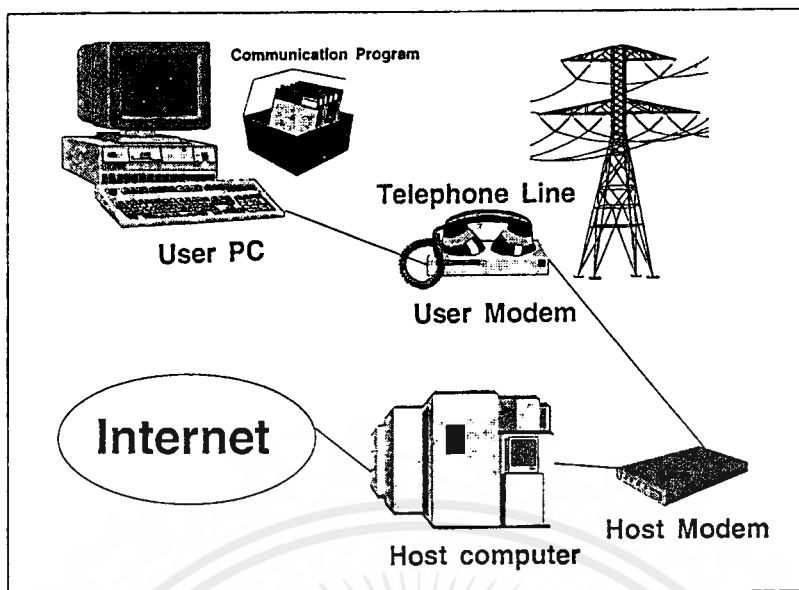 Communication Program
Telephone Line
User PC
User Modem
Internet
Host Modem
Host computer